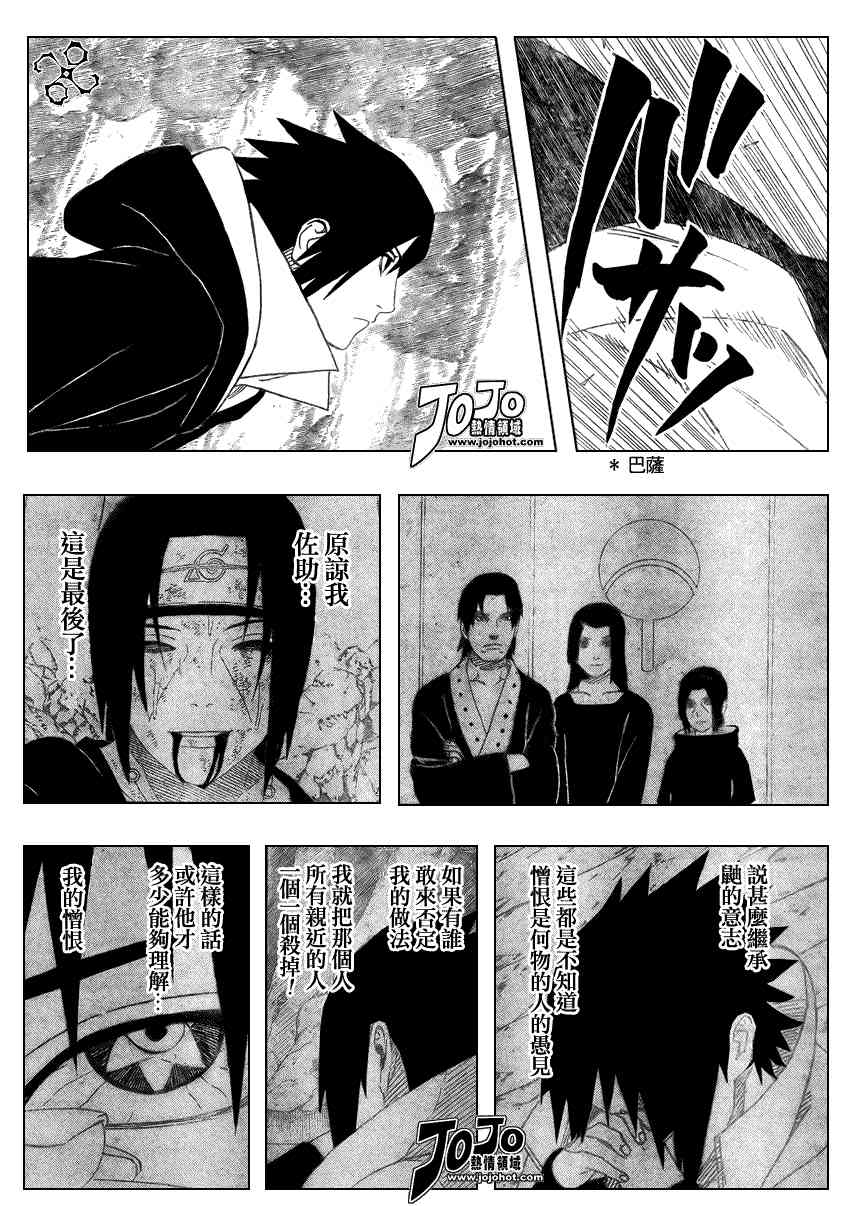 バサッ
JOJO
熱情領域
www.jojohot.com
＊ 巴薩
原諒我
佐助…
這是最後了…
説甚麼繼承
鼬的意志
這些都是不知道
憎恨是何物的人的愚見
如果有誰
敢來否定
我的做法
我就把那個人
所有親近的人
一個一個殺掉！
這樣的話
或許他才
多少能夠理解…
我的憎恨
JOJO
熱情領域
www.jojohot.com